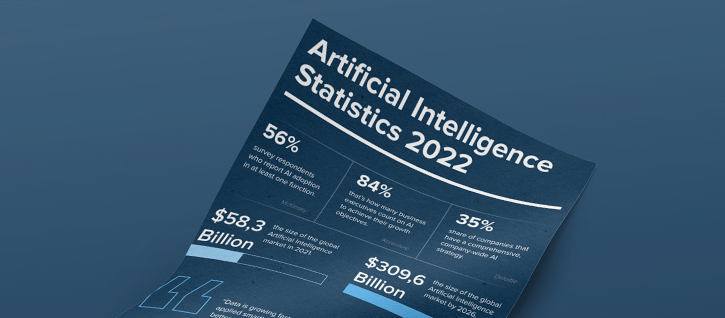 Artificial Intelligence
Statistics 2022
56%
survey respondents
who report AI adoption
in at least one function.
McKinsey
84%
that's how many business
executives count on AI
to achieve their growth
objectives.
Accenture
35%
share of companies that
have a comprehensive,
company-wide AI
strategy.
Deloitte
$58,3
Billion
the size of the global
Artificial Intelligence
market in 2021.
$309,6
Billion
the size of the global
Artificial Intelligence
market by 2026.
"Data is growing fast
applied